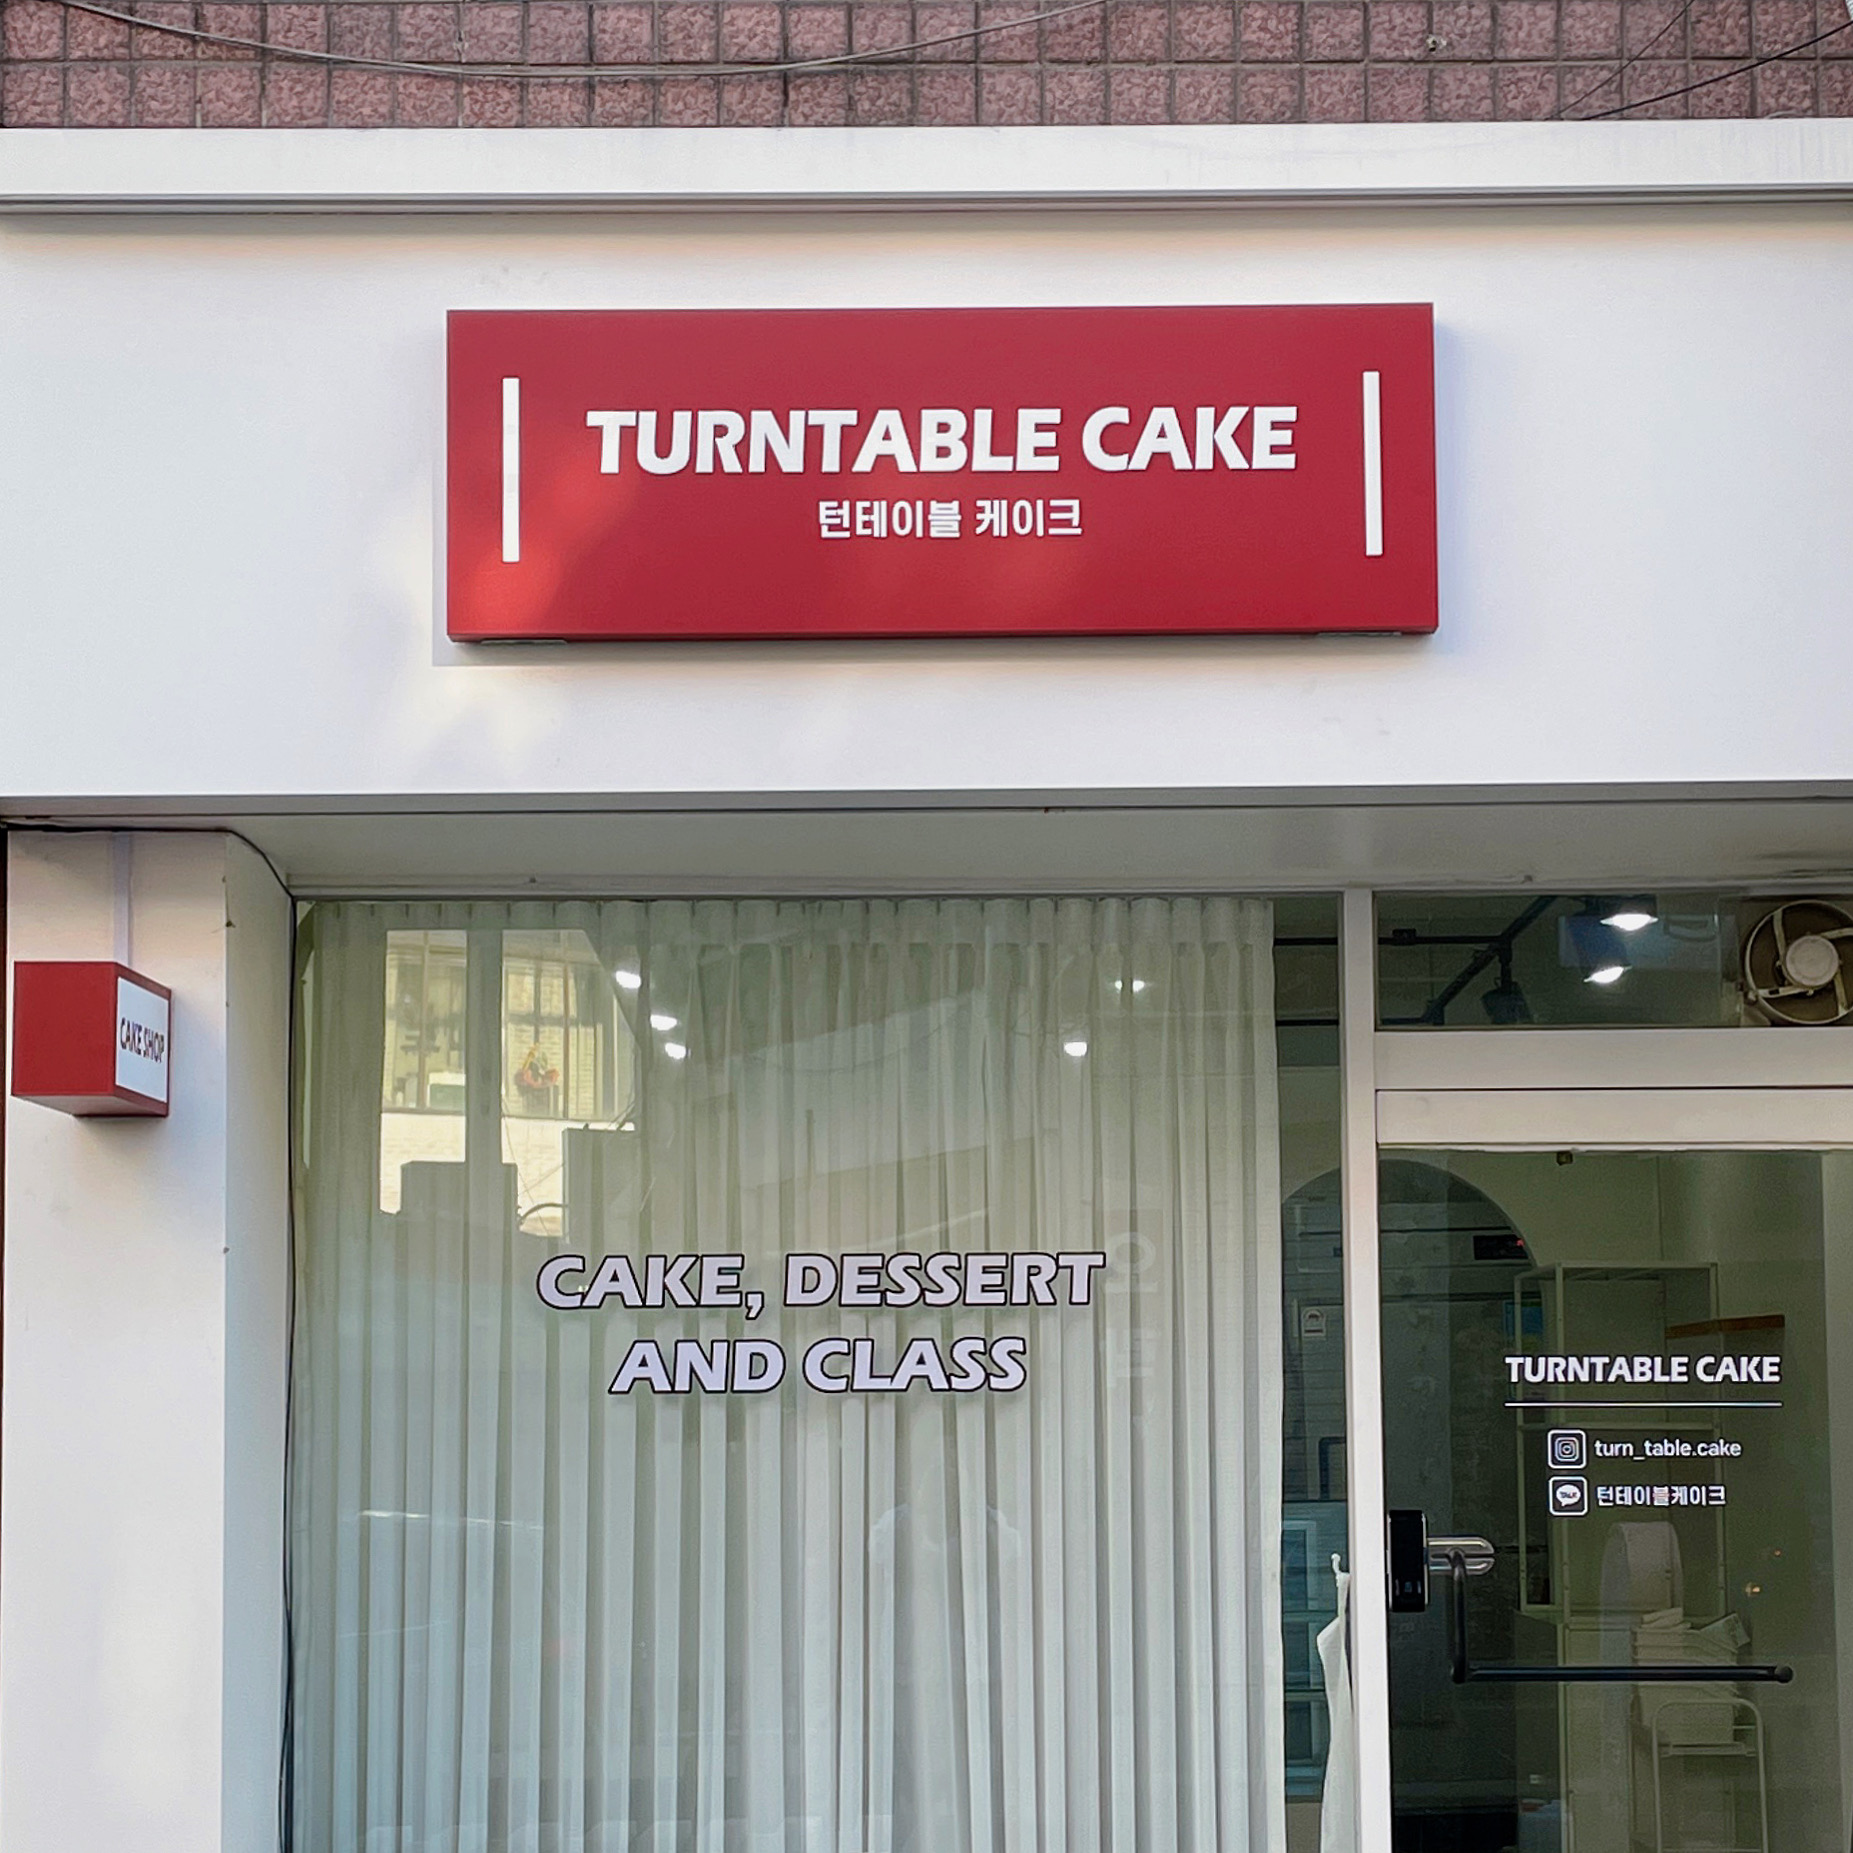 TURNTABLE CAKE
턴테이블 케이크
CAKE SHOP
CAKE, DESSERT
AND CLASS
TURNTABLE CAKE
turn_table.cake
TALK
턴테이블케이크